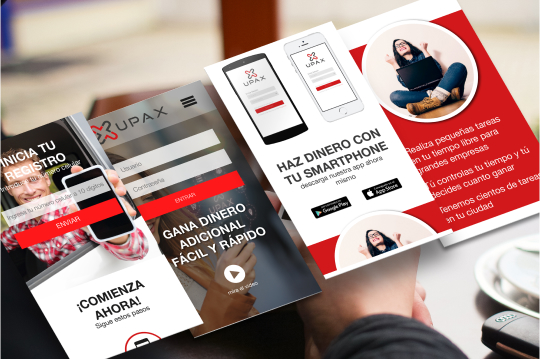 INICIA TU
REGISTRO
número celular
Ingresa tu número celular a 10 dígitos
ENVIAR
¡COMIENZA
AHORA!
Sigue estos pasos
UPAX
Usuario
Contraseña
ENTRAR
GANA DINERO
ADICIONAL
FÁCIL Y RÁPIDO
mira el video
UPAX
UPAX
HAZ DINERO CON
TU SMARTPHONE
descarga nuestra app ahora
mismo
Google Play
App Store
Realiza pequeñas tareas
en tu tiempo libre para
grandes empresas
Tú controlas tu tiempo y tú
decides cuanto ganar
Tenemos cientos de tareas
en tu ciudad